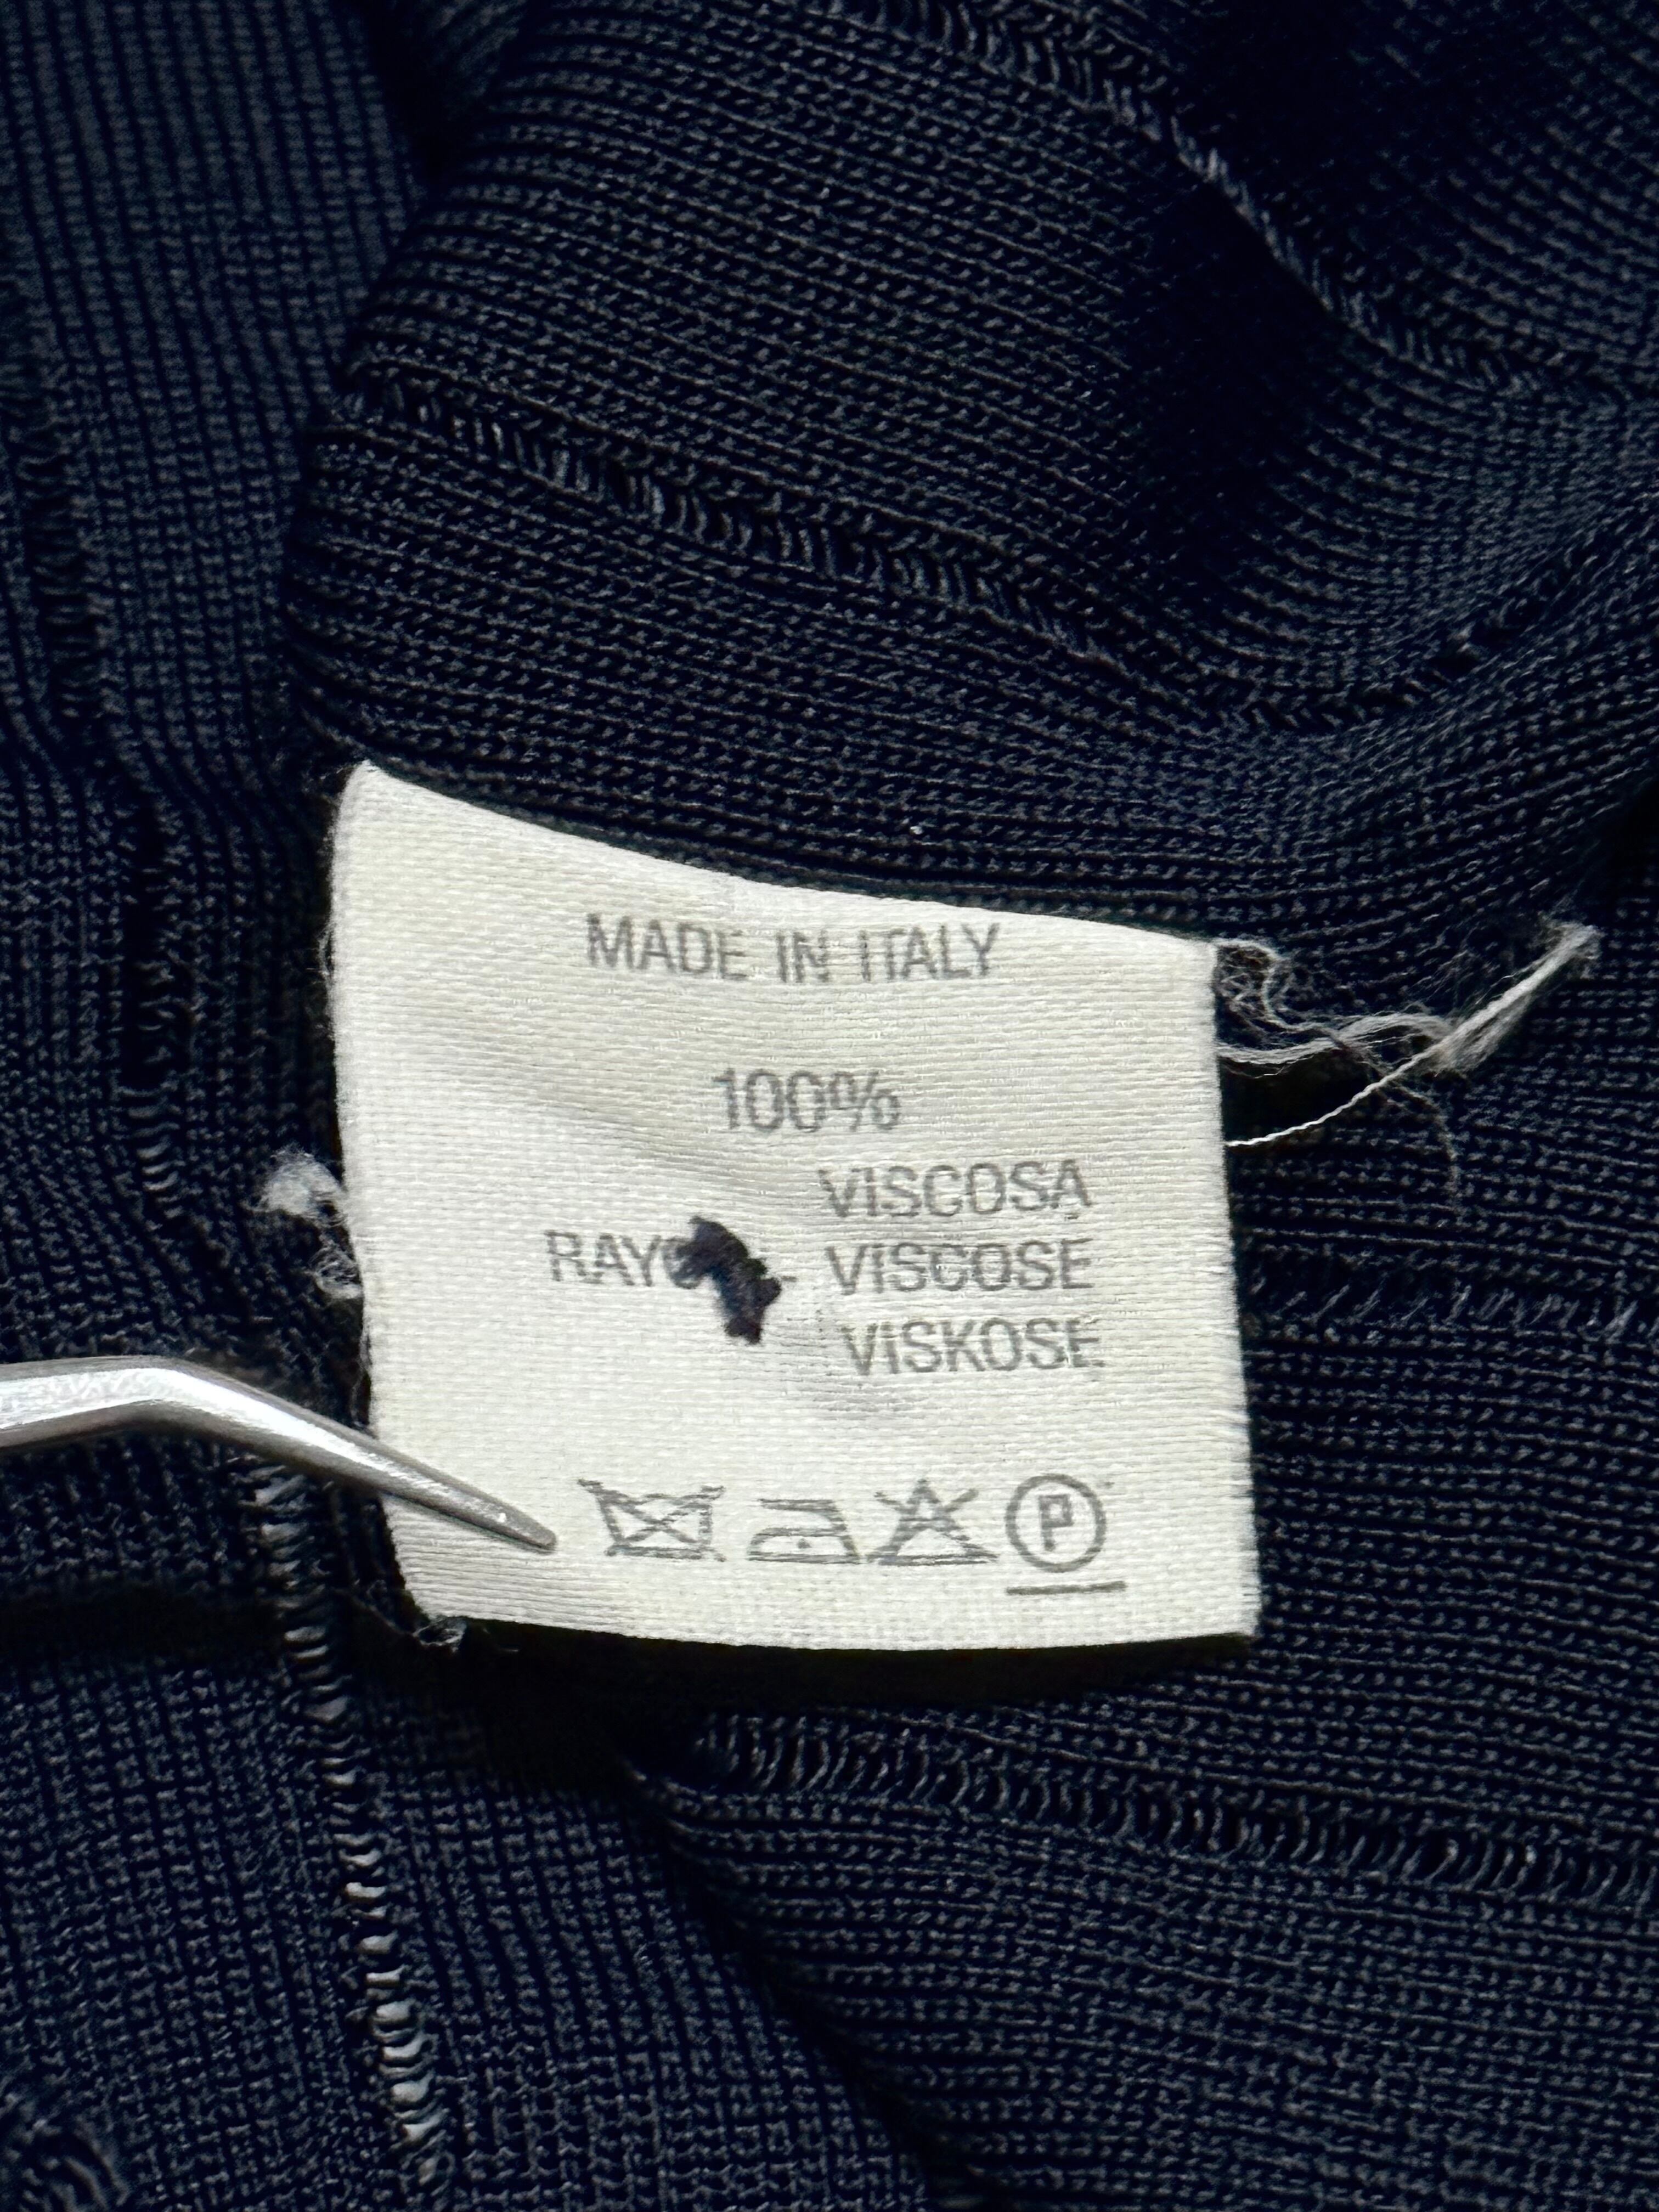 MADE IN ITALY
100%
VISCOSA
VISCOSE
VISKOSE
P